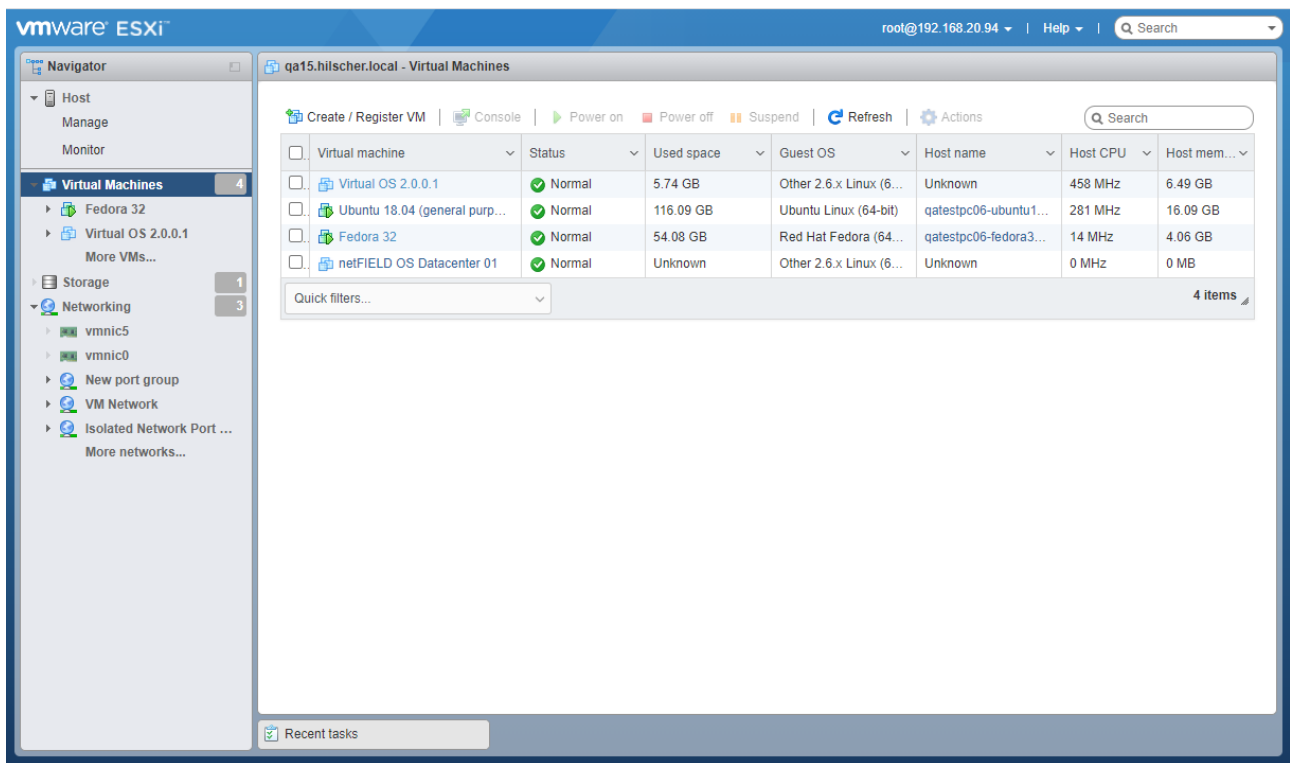 vmware ESXi™
root@192.168.20.94 | Help | Search
Navigator
Host
Manage
Monitor
Virtual Machines 4
Fedora 32
Virtual OS 2.0.0.1
More VMs...
Storage 1
Networking 3
vmnic5
vmnic0
New port group
VM Network
Isolated Network Port ...
More networks...
qa15.hilscher.local - Virtual Machines
Create / Register VM | Console | Power on Power off Suspend | Refresh | Actions Search
Virtual machine Status Used space Guest OS Host name Host CPU Host mem...
Virtual OS 2.0.0.1 Normal 5.74 GB Other 2.6.x Linux (6... Unknown 458 MHz 6.49 GB
Ubuntu 18.04 (general purp... Normal 116.09 GB Ubuntu Linux (64-bit) qatestpc06-ubuntu1... 281 MHz 16.09 GB
Fedora 32 Normal 54.08 GB Red Hat Fedora (64... qatestpc06-fedora3... 14 MHz 4.06 GB
netFIELD OS Datacenter 01 Normal Unknown Other 2.6.x Linux (6... Unknown 0 MHz 0 MB
Quick filters... 4 items
Recent tasks